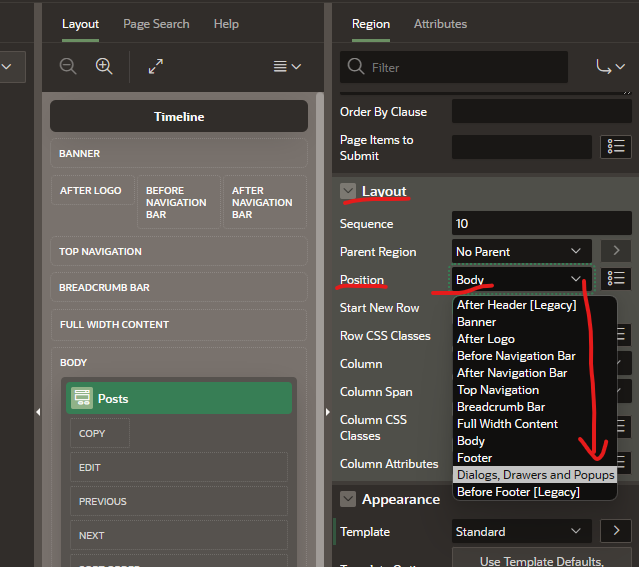 Layout
Page Search
Help
Timeline
BANNER
AFTER LOGO
BEFORE
NAVIGATION
BAR
AFTER
NAVIGATION
BAR
TOP NAVIGATION
BREADCRUMB BAR
FULL WIDTH CONTENT
BODY
Posts
COPY
EDIT
PREVIOUS
NEXT
Region
Attributes
Filter
Order By Clause
Page Items to
Submit
Layout
Sequence
10
Parent Region
No Parent
Position
Body
Start New Row
Row CSS Classes
Column
Column Span
Column CSS
Classes
Column Attributes
After Header [Legacy]
Banner
After Logo
Before Navigation Bar
After Navigation Bar
Top Navigation
Breadcrumb Bar
Full Width Content
Body
Footer
Dialogs, Drawers and Popups
Before Footer [Legacy]
Appearance
Template
Standard
Use Template Defaults,